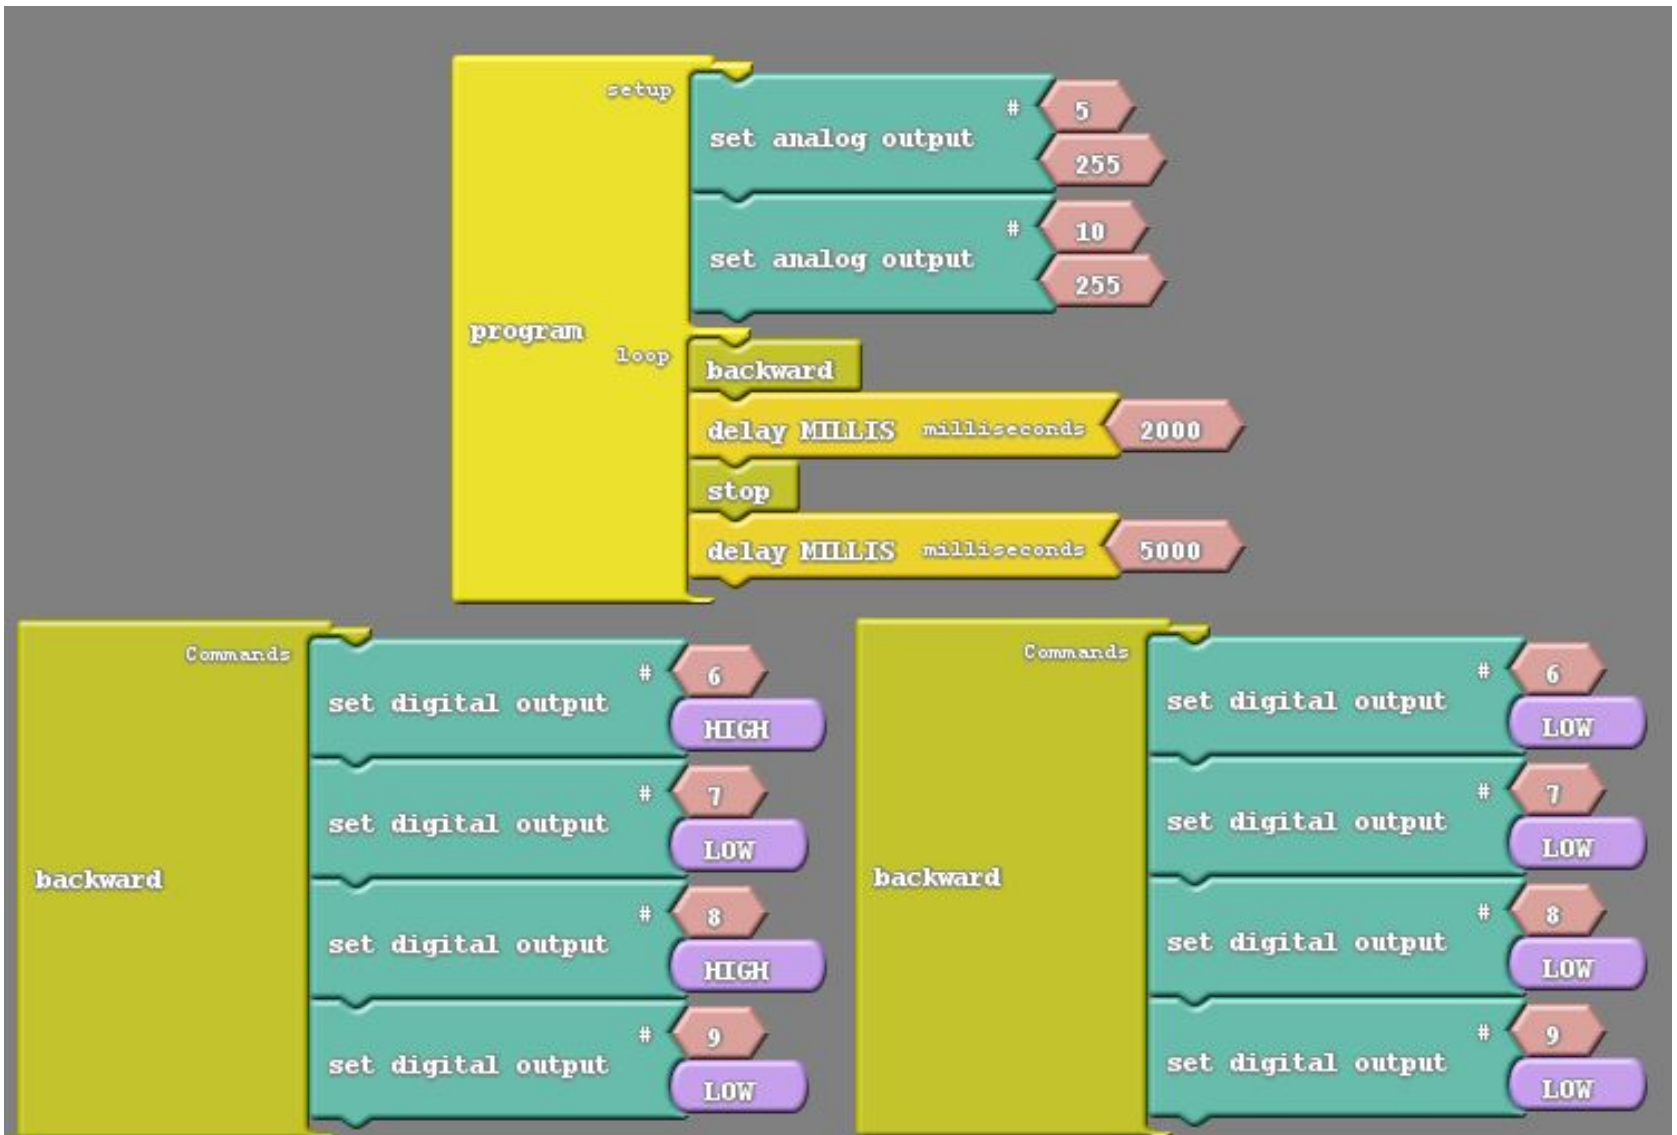 setup
set analog output # 5
255
set analog output # 10
255
program
loop
backward
delay MILLIS milliseconds 2000
stop
delay MILLIS milliseconds 5000
backward
Commands
set digital output # 6
HIGH
set digital output # 7
LOW
set digital output # 8
HIGH
set digital output # 9
LOW
backward
Commands
set digital output # 6
LOW
set digital output # 7
LOW
set digital output # 8
LOW
set digital output # 9
LOW